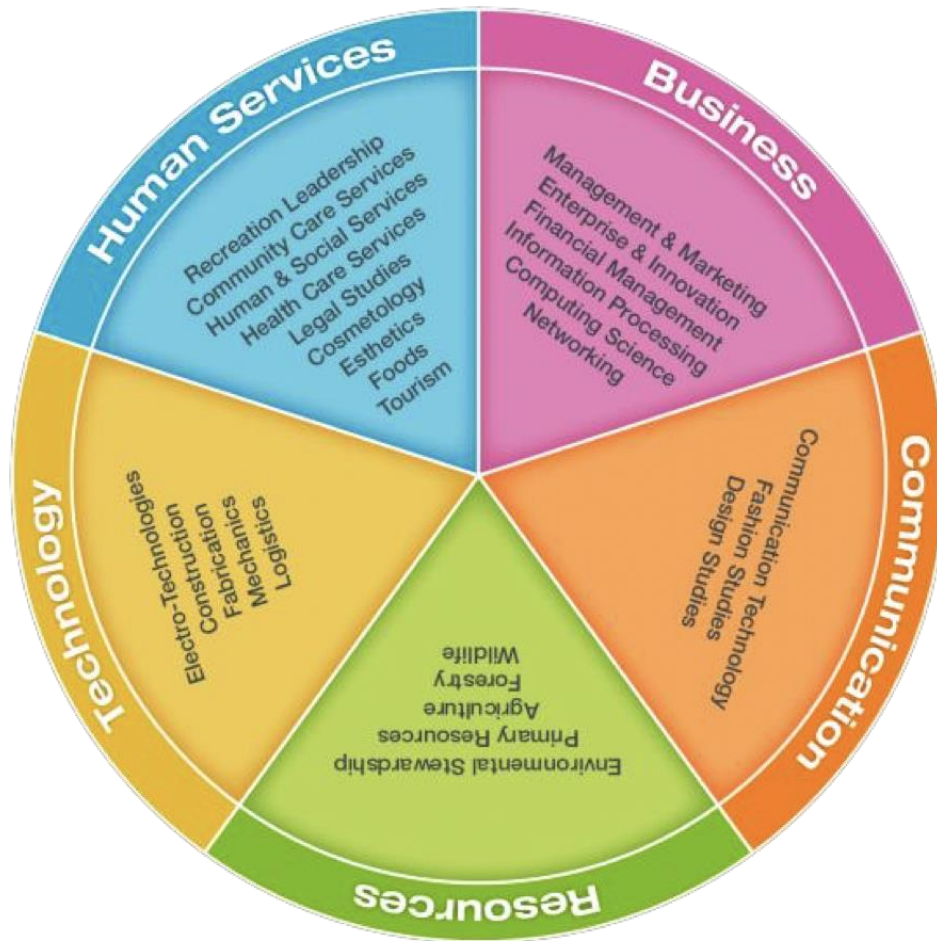 Human Services
Recreation Leadership
Community Care Services
Human & Social Services
Health Care Services
Legal Studies
Cosmetology
Esthetics
Foods
Tourism
Business
Management & Marketing
Enterprise & Innovation
Financial Management
Information Processing
Computing Science
Networking
Communication
Communication Technology
Fashion Studies
Design Studies
Resources
Environmental Stewardship
Primary Resources
Agriculture
Forestry
Wildlife
Technology
Electro-Technologies
Construction
Fabrication
Mechanics
Logistics